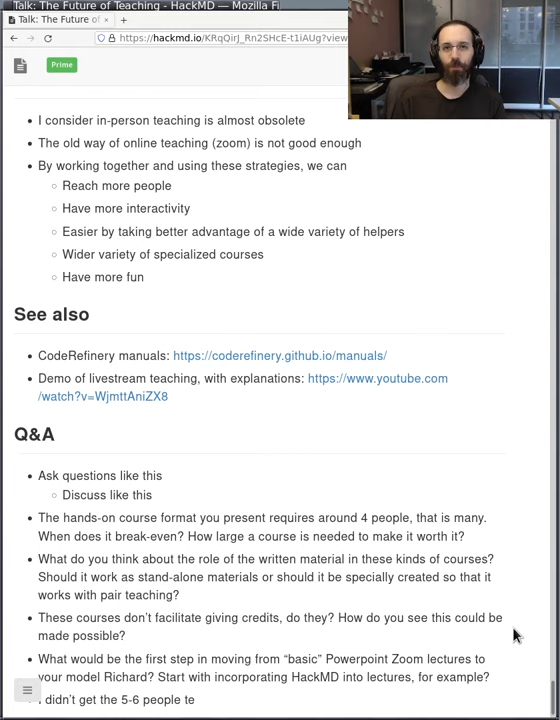 Talk: The Future of Teaching - HackMD — Mozilla Fi
Talk: The Future of
https://hackmd.io/KRqQirJ_Rn2SHcE-t1iAUg?view
Prime
I consider in-person teaching is almost obsolete
The old way of online teaching (zoom) is not good enough
By working together and using these strategies, we can
Reach more people
Have more interactivity
Easier by taking better advantage of a wide variety of helpers
Wider variety of specialized courses
Have more fun
See also
CodeRefinery manuals: https://coderefinery.github.io/manuals/
Demo of livestream teaching, with explanations: https://www.youtube.com
/watch?v=WjmttAniZX8
Q&A
Ask questions like this
Discuss like this
The hands-on course format you present requires around 4 people, that is many.
When does it break-even? How large a course is needed to make it worth it?
What do you think about the role of the written material in these kinds of courses?
Should it work as stand-alone materials or should it be specially created so that it
works with pair teaching?
These courses don't facilitate giving credits, do they? How do you see this could be
made possible?
What would be the first step in moving from “basic” Powerpoint Zoom lectures to
your model Richard? Start with incorporating HackMD into lectures, for example?
I didn't get the 5-6 people te